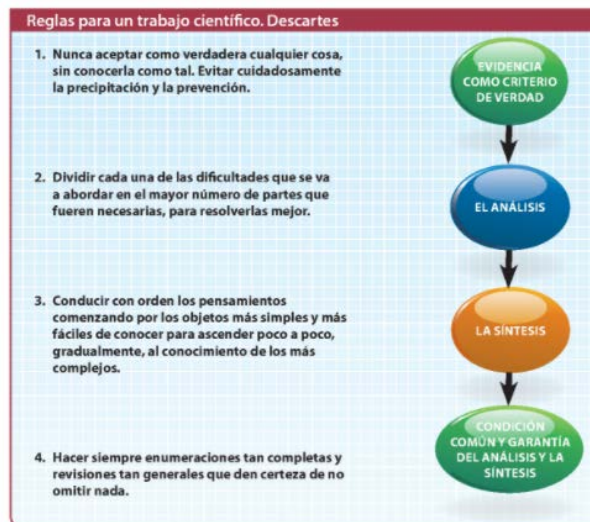 Reglas para un trabajo científico. Descartes
1. Nunca aceptar como verdadera cualquier cosa,
sin conocerla como tal. Evitar cuidadosamente
la precipitación y la prevención.
EVIDENCIA
COMO CRITERIO
DE VERDAD
2. Dividir cada una de las dificultades que se va
a abordar en el mayor número de partes que
fueren necesarias, para resolverlas mejor.
EL ANÁLISIS
3. Conducir con orden los pensamientos
comenzando por los objetos más simples y más
fáciles de conocer para ascender poco a poco,
gradualmente, al conocimiento de los más
complejos.
LA SÍNTESIS
4. Hacer siempre enumeraciones tan completas y
revisiones tan generales que den certeza de no
omitir nada.
CONDICIÓN
COMÚN Y GARANTÍA
DEL ANÁLISIS Y LA
SÍNTESIS